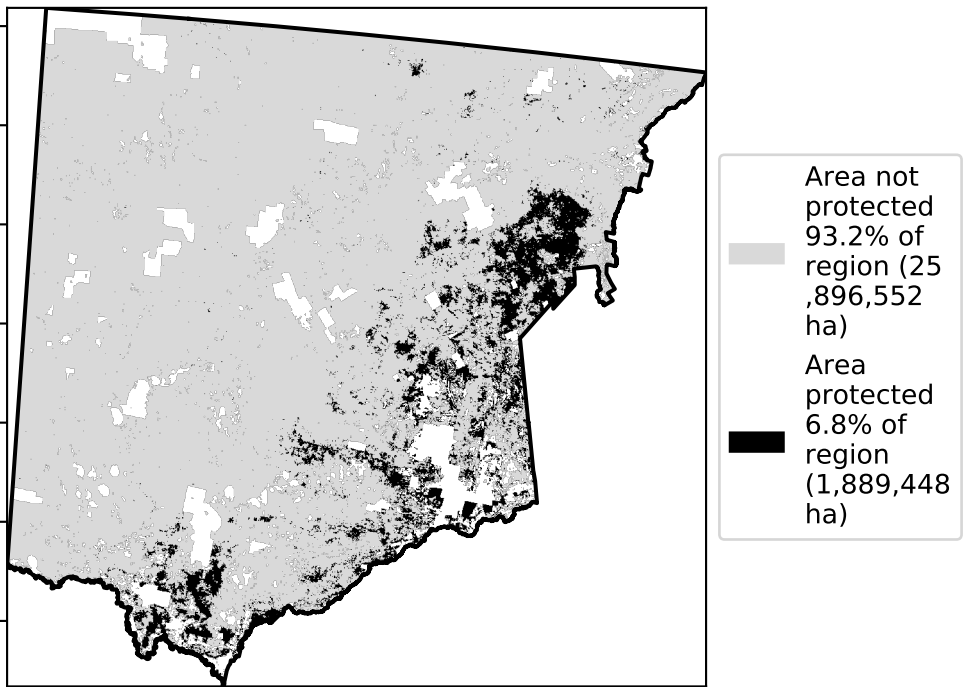 Area not
protected
93.2% of
region (25
,896,552
ha)
Area
protected
6.8% of
region
(1,889,448
ha)